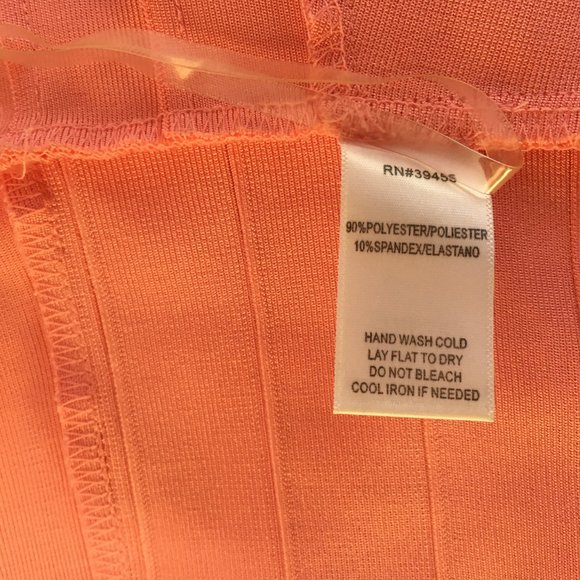 RN#39455
90%POLYESTER/POLIESTER
10%SPANDEX/ELASTANO
HAND WASH COLD
LAY FLAT TO DRY
DO NOT BLEACH
COOL IRON IF NEEDED